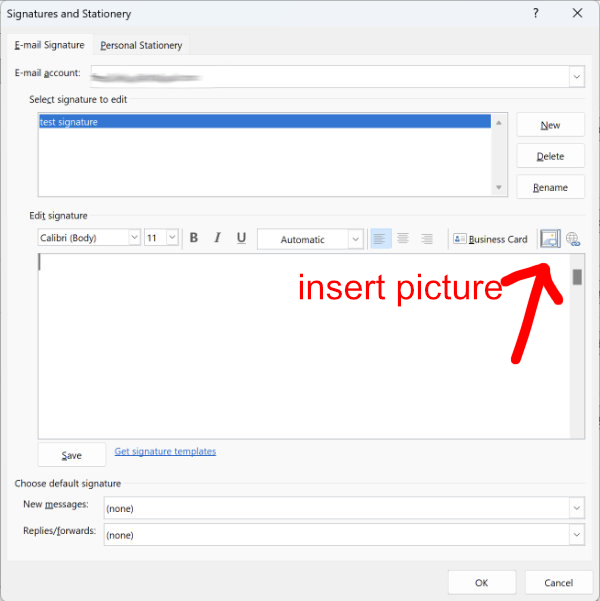 Signatures and Stationery ?
E-mail Signature Personal Stationery
E-mail account:
Select signature to edit
test signature
New
Delete
Rename
Edit signature
Calibri (Body) 11 B I U Automatic Business Card
insert picture
Save Get signature templates
Choose default signature
New messages: (none)
Replies/forwards: (none)
OK Cancel